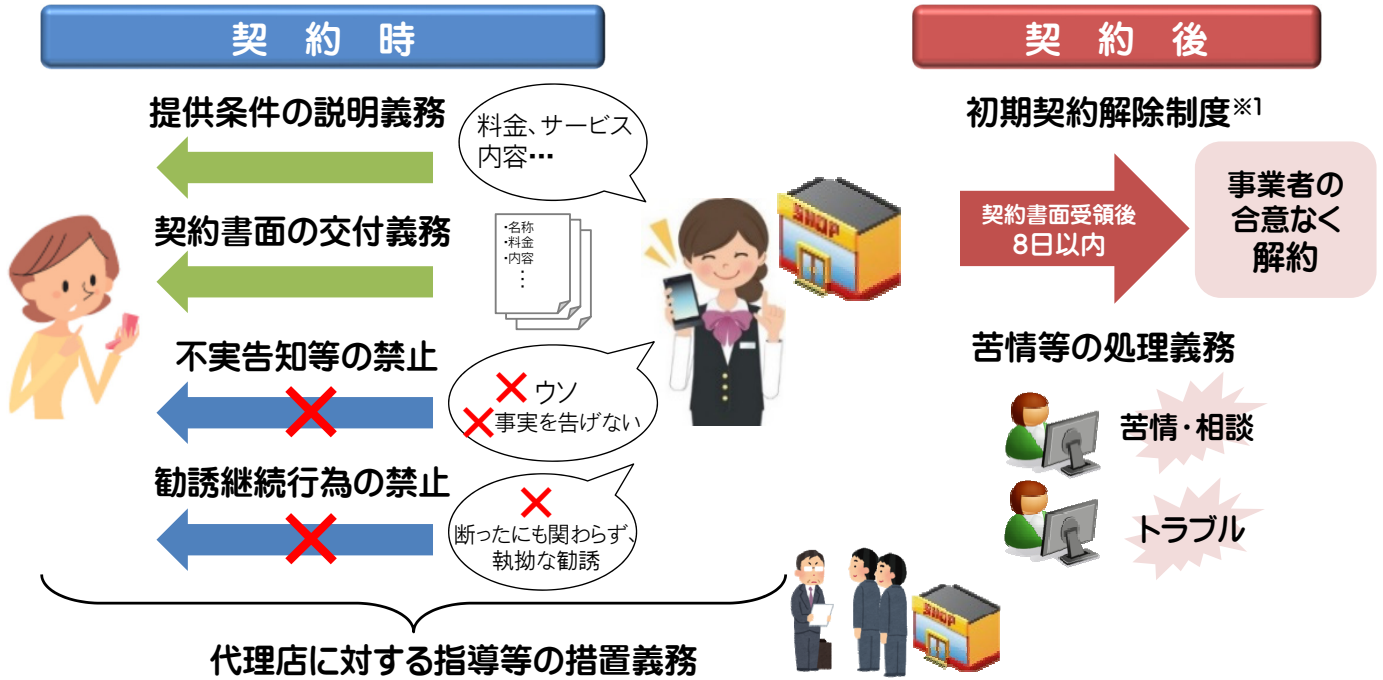 契約時
提供条件の説明義務
料金、サービス
内容…
契約書面の交付義務
・名称
・料金
・内容
⋮
SHOP
不実告知等の禁止
× ウソ
×事実を告げない
勧誘継続行為の禁止
×
断ったにも関わらず、
執拗な勧誘
代理店に対する指導等の措置義務
SHOP
契約後
初期契約解除制度※1
契約書面受領後
8日以内
事業者の
合意なく
解約
苦情等の処理義務
苦情・相談
トラブル